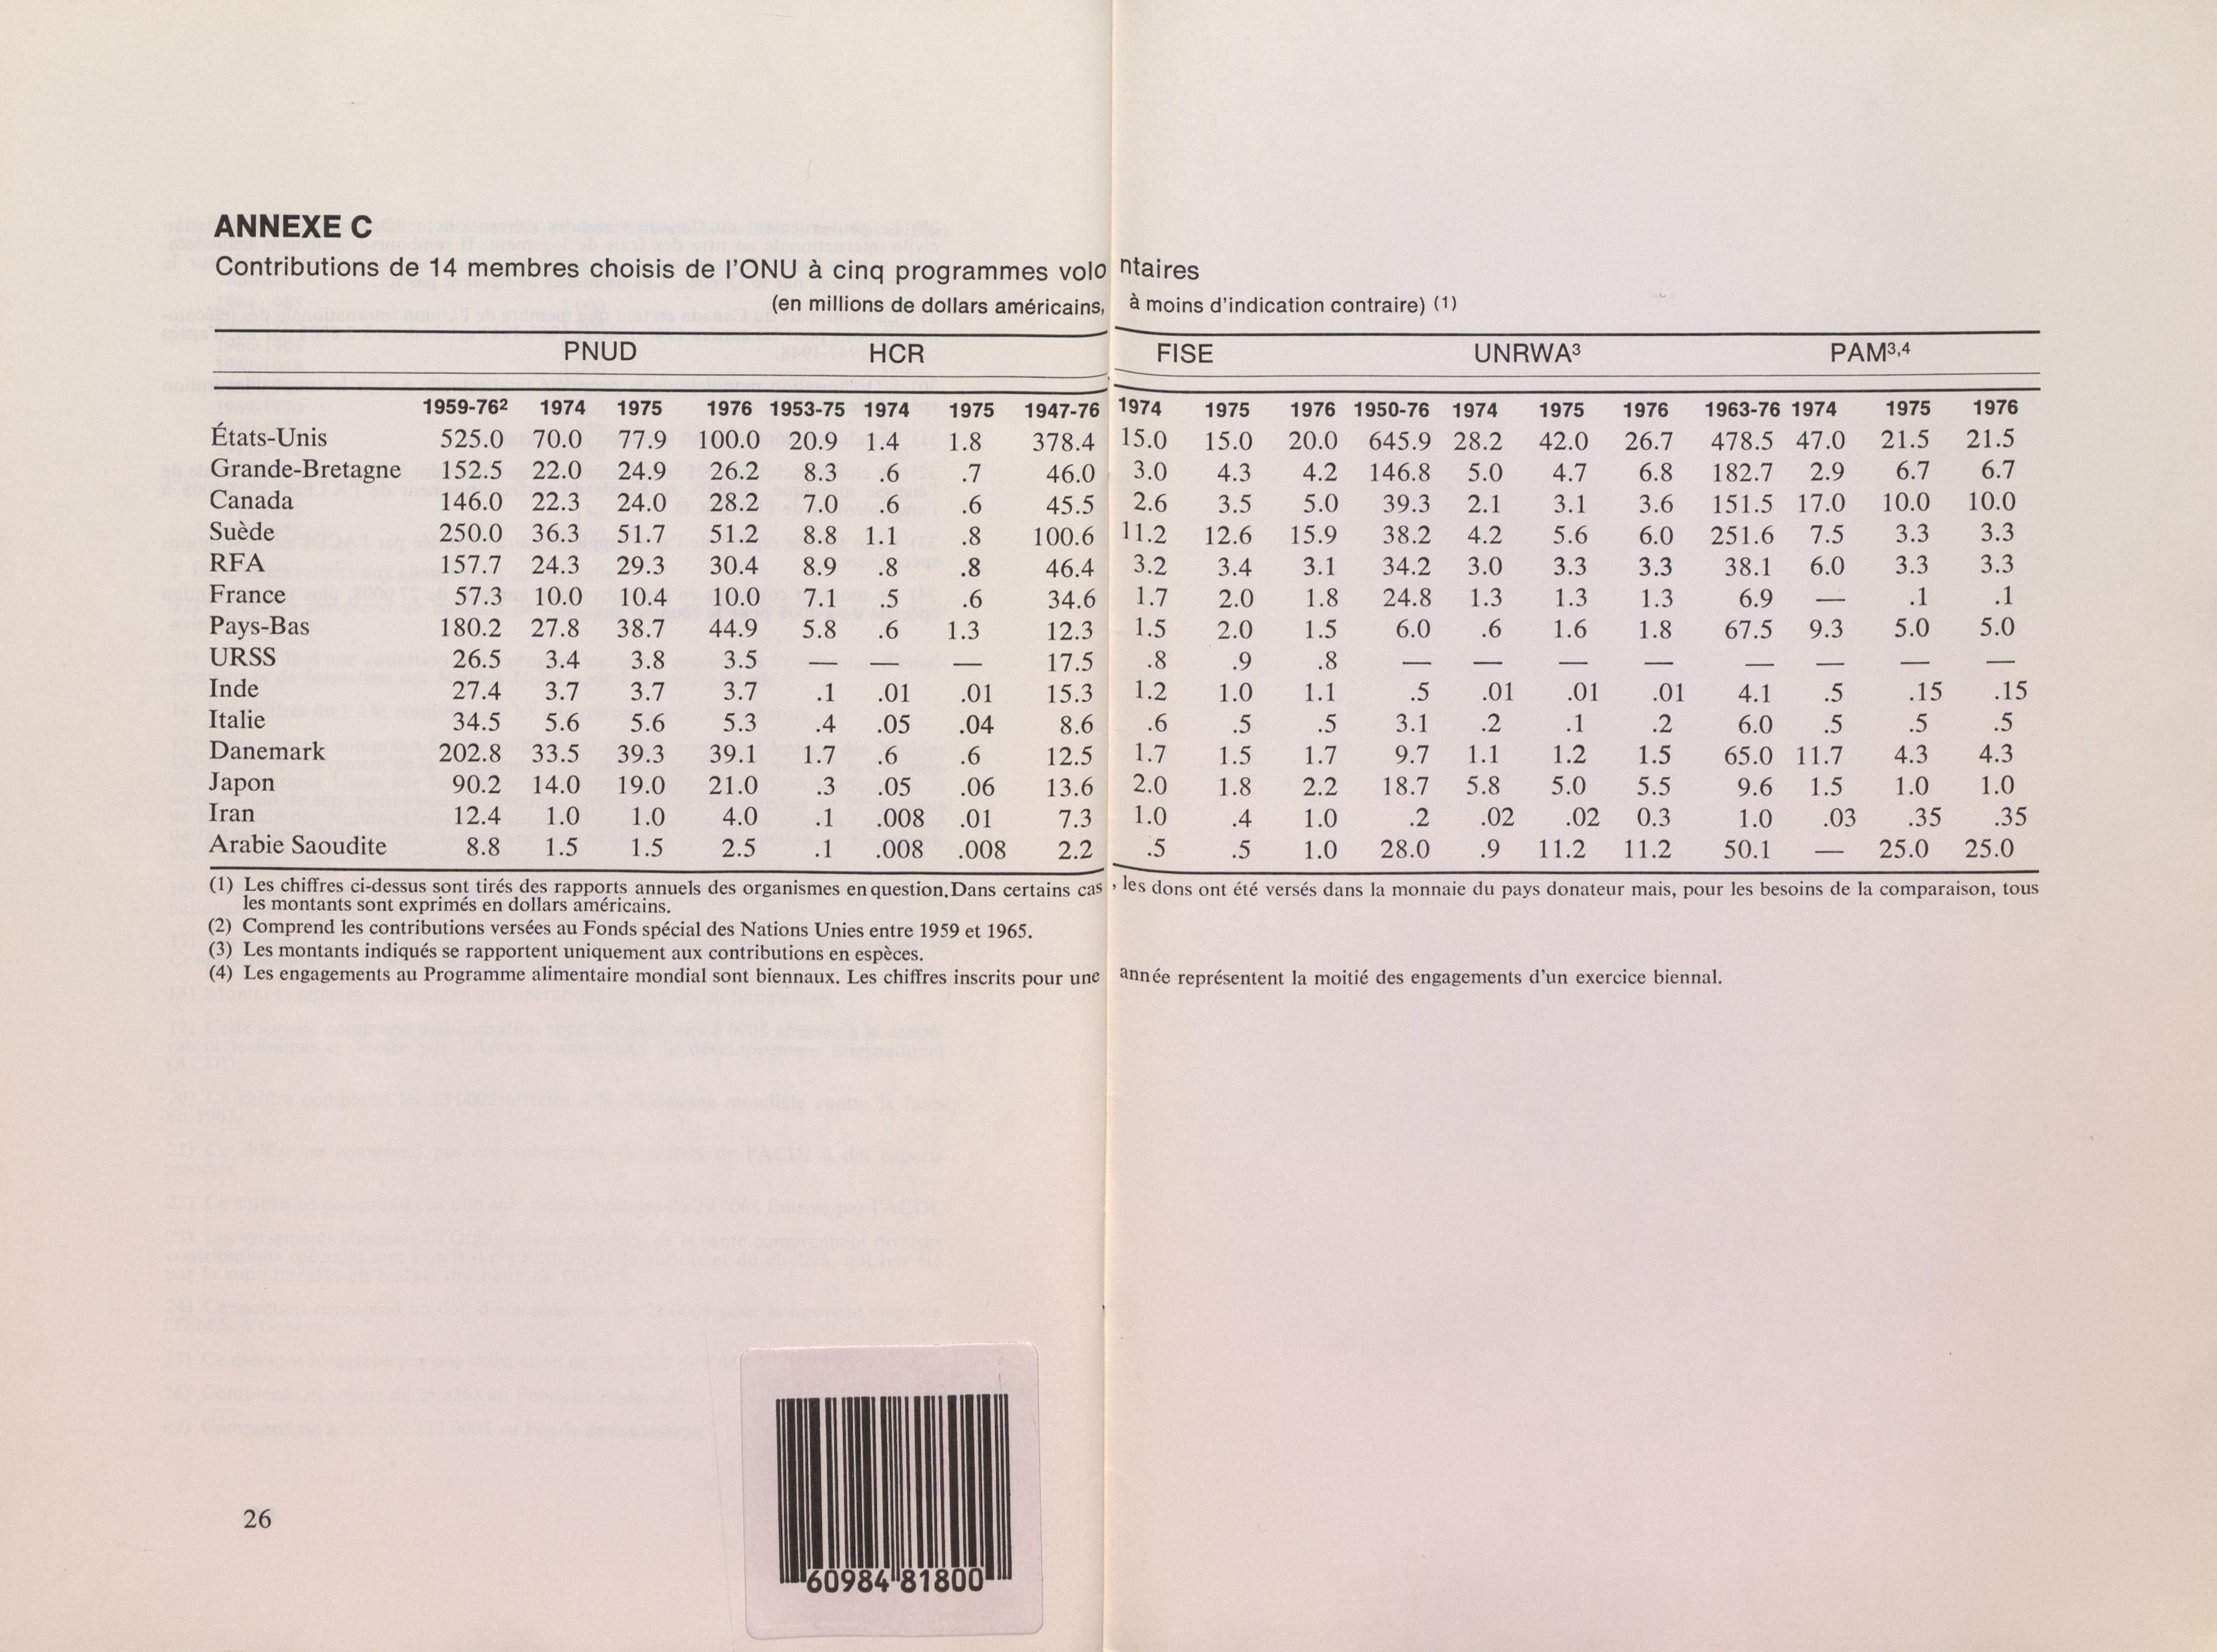 ANNEXE C
Contributions de 14 membres choisis de l'ONU à cinq programmes volontaires
(en millions de dollars américains, à moins d'indication contraire) (1)
PNUD HCR FISE UNRWA3 PAM3,4
1959-762 1974 1975 1976 1953-75 1974 1975 1947-76 1974 1975 1976 1950-76 1974 1975 1976 1963-76 1974 1975 1976
États-Unis 525.0 70.0 77.9 100.0 20.9 1.4 1.8 378.4 15.0 15.0 20.0 645.9 28.2 42.0 26.7 478.5 47.0 21.5 21.5
Grande-Bretagne 152.5 22.0 24.9 26.2 8.3 .6 .7 46.0 3.0 4.3 4.2 146.8 5.0 4.7 6.8 182.7 2.9 6.7 6.7
Canada 146.0 22.3 24.0 28.2 7.0 .6 .6 45.5 2.6 3.5 5.0 39.3 2.1 3.1 3.6 151.5 17.0 10.0 10.0
Suède 250.0 36.3 51.7 51.2 8.8 1.1 .8 100.6 11.2 12.6 15.9 38.2 4.2 5.6 6.0 251.6 7.5 3.3 3.3
RFA 157.7 24.3 29.3 30.4 8.9 .8 .8 46.4 3.2 3.4 3.1 34.2 3.0 3.3 3.3 38.1 6.0 3.3 3.3
France 57.3 10.0 10.4 10.0 7.1 .5 .6 34.6 1.7 2.0 1.8 24.8 1.3 1.3 1.3 6.9 — .1 .1
Pays-Bas 180.2 27.8 38.7 44.9 5.8 .6 1.3 12.3 1.5 2.0 1.5 6.0 .6 1.6 1.8 67.5 9.3 5.0 5.0
URSS 26.5 3.4 3.8 3.5 — — — 17.5 .8 .9 .8 — — — — — — — —
Inde 27.4 3.7 3.7 3.7 .1 .01 .01 15.3 1.2 1.0 1.1 .5 .01 .01 .01 4.1 .5 .15 .15
Italie 34.5 5.6 5.6 5.3 .4 .05 .04 8.6 .6 .5 .5 3.1 .2 .1 .2 6.0 .5 .5 .5
Danemark 202.8 33.5 39.3 39.1 1.7 .6 .6 12.5 1.7 1.5 1.7 9.7 1.1 1.2 1.5 65.0 11.7 4.3 4.3
Japon 90.2 14.0 19.0 21.0 .3 .05 .06 13.6 2.0 1.8 2.2 18.7 5.8 5.0 5.5 9.6 1.5 1.0 1.0
Iran 12.4 1.0 1.0 4.0 .1 .008 .01 7.3 1.0 .4 1.0 .2 .02 .02 0.3 1.0 .03 .35 .35
Arabie Saoudite 8.8 1.5 1.5 2.5 .1 .008 .008 2.2 .5 .5 1.0 28.0 .9 11.2 11.2 50.1 — 25.0 25.0
(1) Les chiffres ci-dessus sont tirés des rapports annuels des organismes en question. Dans certains cas, les dons ont été versés dans la monnaie du pays donateur mais, pour les besoins de la comparaison, tous
les montants sont exprimés en dollars américains.
(2) Comprend les contributions versées au Fonds spécial des Nations Unies entre 1959 et 1965.
(3) Les montants indiqués se rapportent uniquement aux contributions en espèces.
(4) Les engagements au Programme alimentaire mondial sont biennaux. Les chiffres inscrits pour une année représentent la moitié des engagements d'un exercice biennal.
60984 81800
26